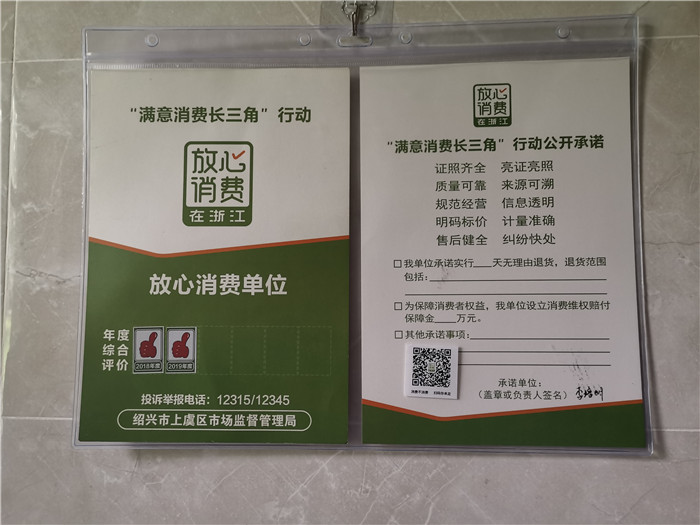 “满意消费长三角”行动
放心
消费
在浙江
放心消费单位
年度
综合
评价
2018年度
2019年度
投诉举报电话：12315/12345
绍兴市上虞区市场监督管理局
放心
消费
在浙江
“满意消费长三角”行动公开承诺
证照齐全 亮证亮照
质量可靠 来源可溯
规范经营 信息透明
明码标价 计量准确
售后健全 纠纷快处
□我单位承诺实行___天无理由退货，退货范围
包括：
□为保障消费者权益，我单位设立消费维权赔付
保障金___万元。
□其他承诺事项：
承诺单位：
（盖章或负责人签名）